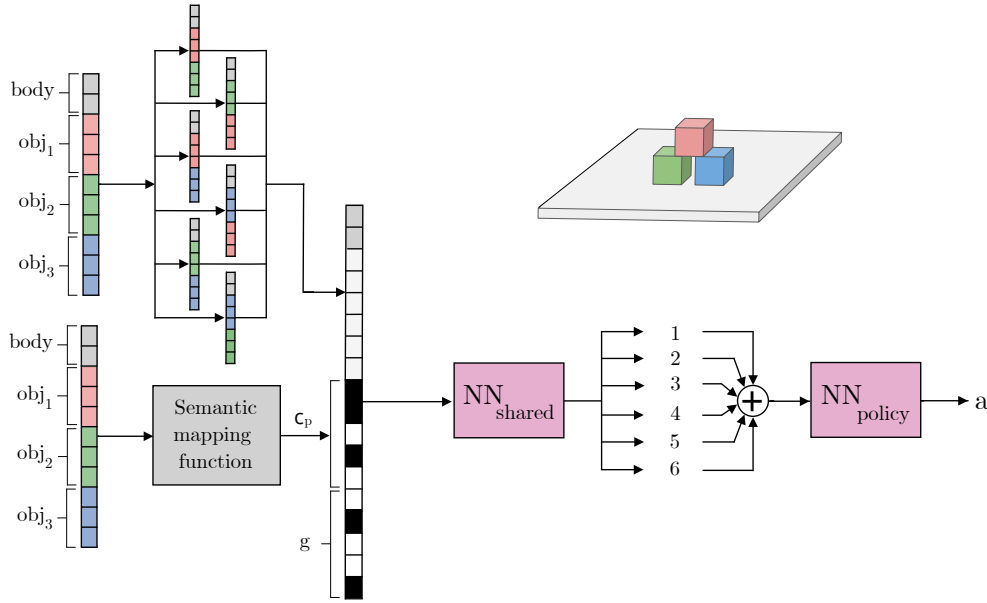 body
obj1
obj2
obj3
body
obj1
obj2
obj3
Semantic
mapping
function
cp
g
NNshared
1
2
3
4
5
6
+
NNpolicy
a